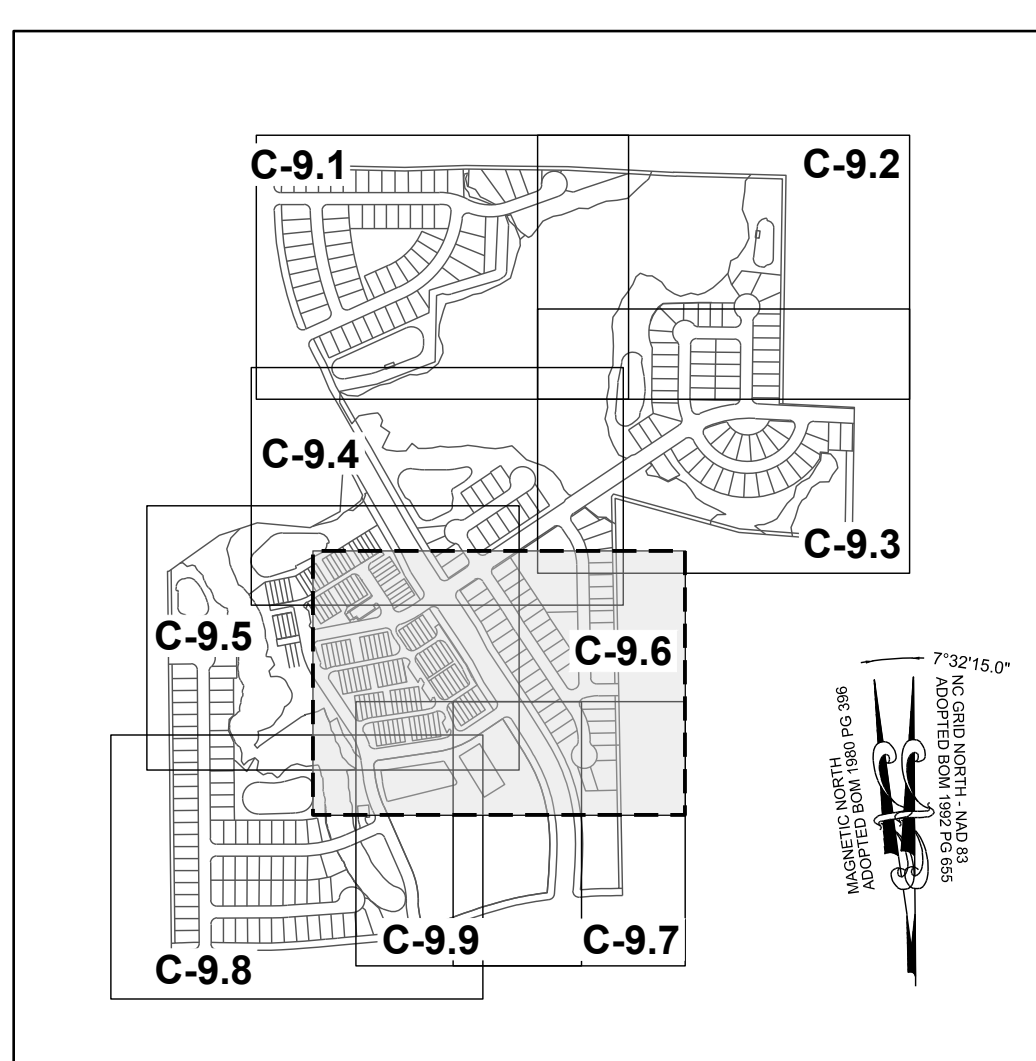 C-9.1
C-9.2
C-9.4
C-9.3
C-9.5
C-9.6
7°32'15.0"
MAGNETIC NORTH
ADOPTED BOM 1980 PG 396
NC GRID NORTH - NAD 83
ADOPTED BOM 1992 PG 655
C-9.9
C-9.7
C-9.8